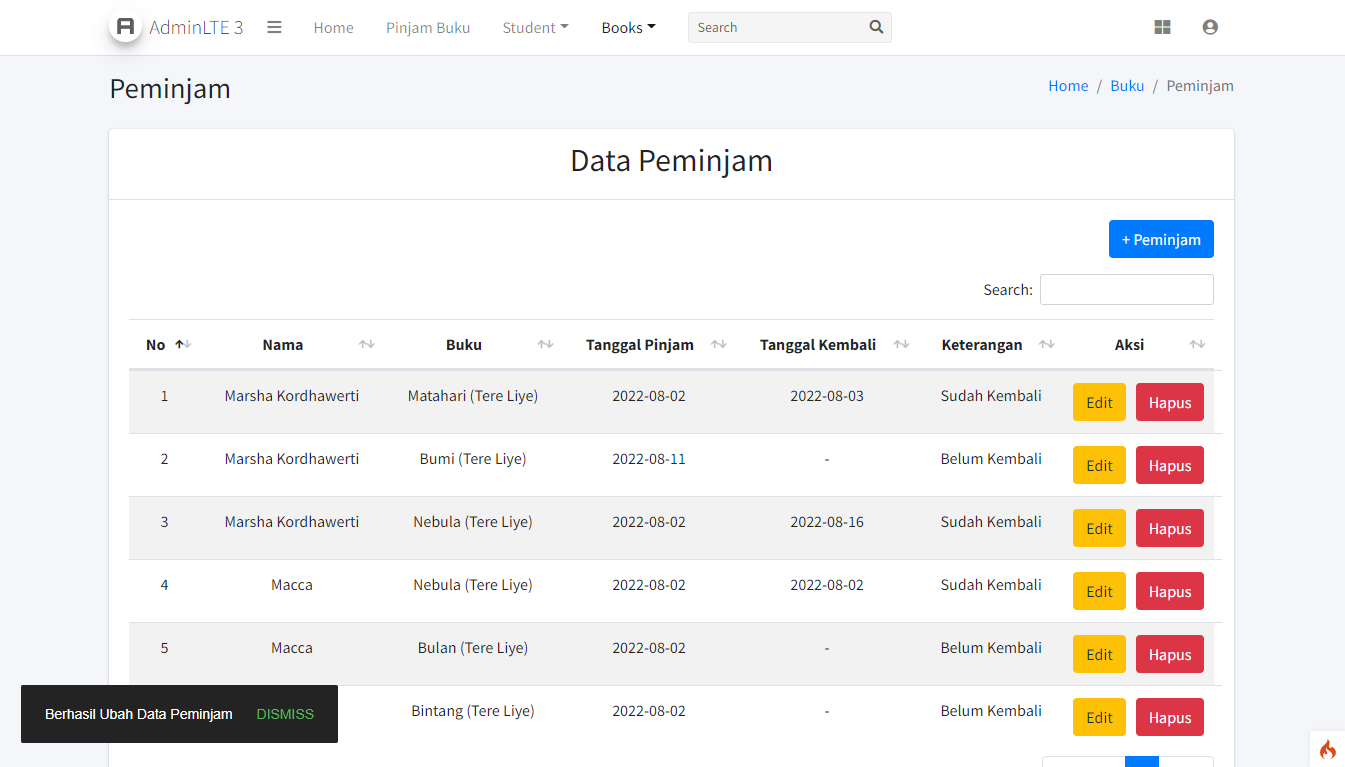 AdminLTE 3 Home Pinjam Buku Student Books Search
Peminjam
Home / Buku / Peminjam
Data Peminjam
+ Peminjam
Search:
No Nama Buku Tanggal Pinjam Tanggal Kembali Keterangan Aksi
1 Marsha Kordhawerti Matahari (Tere Liye) 2022-08-02 2022-08-03 Sudah Kembali Edit Hapus
2 Marsha Kordhawerti Bumi (Tere Liye) 2022-08-11 - Belum Kembali Edit Hapus
3 Marsha Kordhawerti Nebula (Tere Liye) 2022-08-02 2022-08-16 Sudah Kembali Edit Hapus
4 Macca Nebula (Tere Liye) 2022-08-02 2022-08-02 Sudah Kembali Edit Hapus
5 Macca Bulan (Tere Liye) 2022-08-02 - Belum Kembali Edit Hapus
Bintang (Tere Liye) 2022-08-02 - Belum Kembali Edit Hapus
Berhasil Ubah Data Peminjam DISMISS